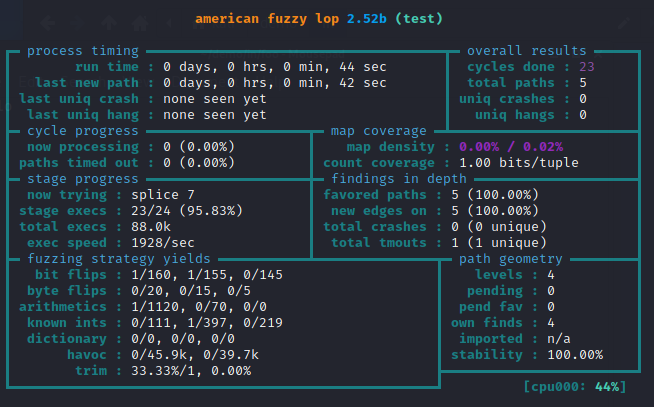 american fuzzy lop 2.52b (test)
process timing overall results
run time : 0 days, 0 hrs, 0 min, 44 sec cycles done : 23
last new path : 0 days, 0 hrs, 0 min, 42 sec total paths : 5
last uniq crash : none seen yet uniq crashes : 0
last uniq hang : none seen yet uniq hangs : 0
cycle progress map coverage
now processing : 0 (0.00%) map density : 0.00% / 0.02%
paths timed out : 0 (0.00%) count coverage : 1.00 bits/tuple
stage progress findings in depth
now trying : splice 7 favored paths : 5 (100.00%)
stage execs : 23/24 (95.83%) new edges on : 5 (100.00%)
total execs : 88.0k total crashes : 0 (0 unique)
exec speed : 1928/sec total tmouts : 1 (1 unique)
fuzzing strategy yields path geometry
bit flips : 1/160, 1/155, 0/145 levels : 4
byte flips : 0/20, 0/15, 0/5 pending : 0
arithmetics : 1/1120, 0/70, 0/0 pend fav : 0
known ints : 0/111, 1/397, 0/219 own finds : 4
dictionary : 0/0, 0/0, 0/0 imported : n/a
havoc : 0/45.9k, 0/39.7k stability : 100.00%
trim : 33.33%/1, 0.00%
[cpu000: 44%]